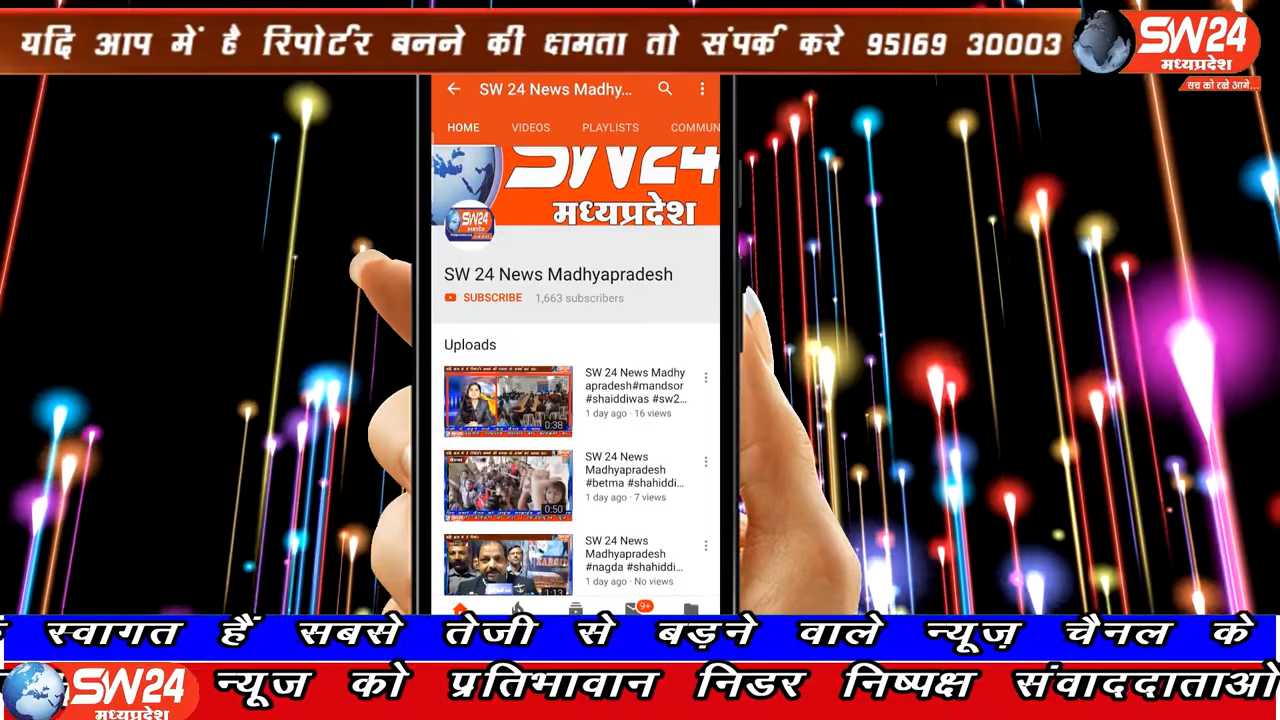 यदि आप में है रिपोर्टर बनने की क्षमता तो संपर्क करे 95169 30003
SW24
मध्यप्रदेश
सच को रखे आगे...
SW 24 News Madhy...
HOME VIDEOS PLAYLISTS COMMUN
SW24
मध्यप्रदेश
SW24
SW 24 News Madhyapradesh
SUBSCRIBE 1,663 subscribers
Uploads
SW 24 News Madhy
apradesh#mandsor
#shaiddiwas #sw2...
1 day ago · 16 views
0:38
SW 24 News
Madhyapradesh
#betma #shahiddi...
1 day ago · 7 views
0:50
SW 24 News
Madhyapradesh
#nagda #shahiddi...
1 day ago · No views
1:13
9+
स्वागत हैं सबसे तेजी से बड़ने वाले न्यूज़ चैनल के
SW24
मध्यप्रदेश
न्यूज को प्रतिभावान निडर निष्पक्ष संवाददाताओ